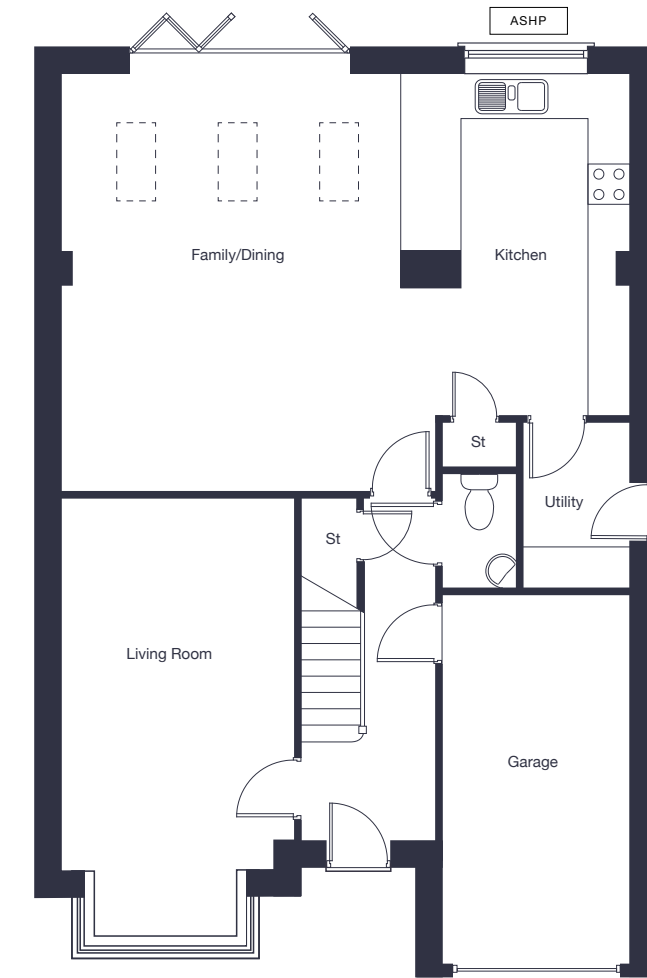 ASHP
Family/Dining
Kitchen
St
Utility
St
Living Room
Garage